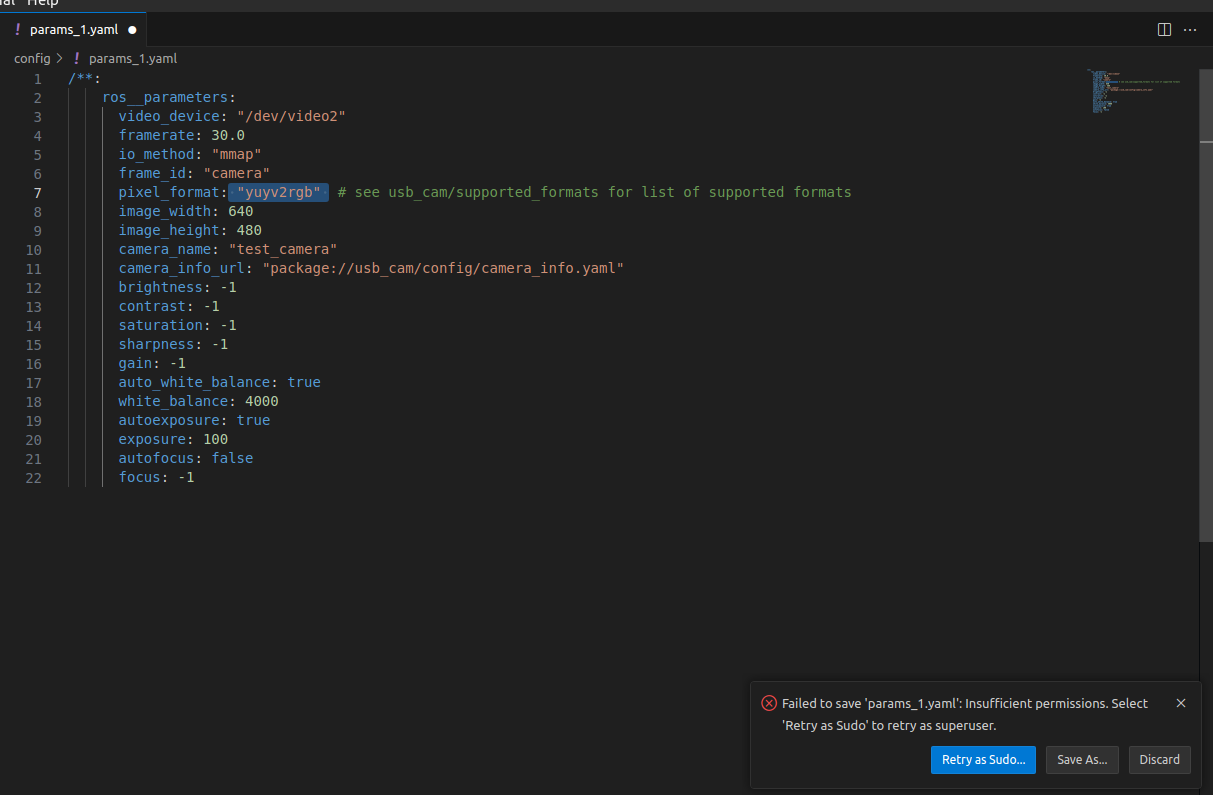 Help
! params_1.yaml ●
config > ! params_1.yaml
1 /**:
2 ros__parameters:
3 video_device: "/dev/video2"
4 framerate: 30.0
5 io_method: "mmap"
6 frame_id: "camera"
7 pixel_format: "yuyv2rgb" # see usb_cam/supported_formats for list of supported formats
8 image_width: 640
9 image_height: 480
10 camera_name: "test_camera"
11 camera_info_url: "package://usb_cam/config/camera_info.yaml"
12 brightness: -1
13 contrast: -1
14 saturation: -1
15 sharpness: -1
16 gain: -1
17 auto_white_balance: true
18 white_balance: 4000
19 autoexposure: true
20 exposure: 100
21 autofocus: false
22 focus: -1
Failed to save 'params_1.yaml': Insufficient permissions. Select
'Retry as Sudo' to retry as superuser.
Retry as Sudo... Save As... Discard